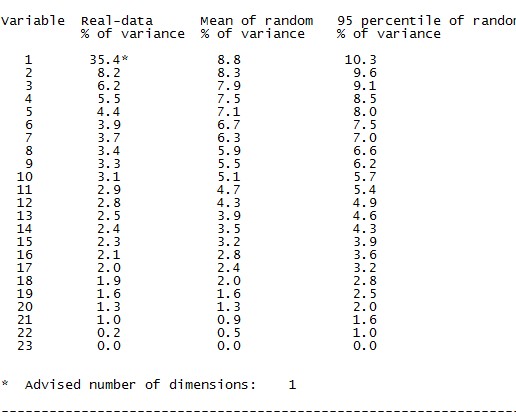 Variable Real-data Mean of random 95 percentile of random
% of variance % of variance % of variance
1 35.4* 8.8 10.3
2 8.2 8.3 9.6
3 6.2 7.9 9.1
4 5.5 7.5 8.5
5 4.4 7.1 8.0
6 3.9 6.7 7.5
7 3.7 6.3 7.0
8 3.4 5.9 6.6
9 3.3 5.5 6.2
10 3.1 5.1 5.7
11 2.9 4.7 5.4
12 2.8 4.3 4.9
13 2.5 3.9 4.6
14 2.4 3.5 4.3
15 2.3 3.2 3.9
16 2.1 2.8 3.6
17 2.0 2.4 3.2
18 1.9 2.0 2.8
19 1.6 1.6 2.5
20 1.3 1.3 2.0
21 1.0 0.9 1.6
22 0.2 0.5 1.0
23 0.0 0.0 0.0
* Advised number of dimensions: 1